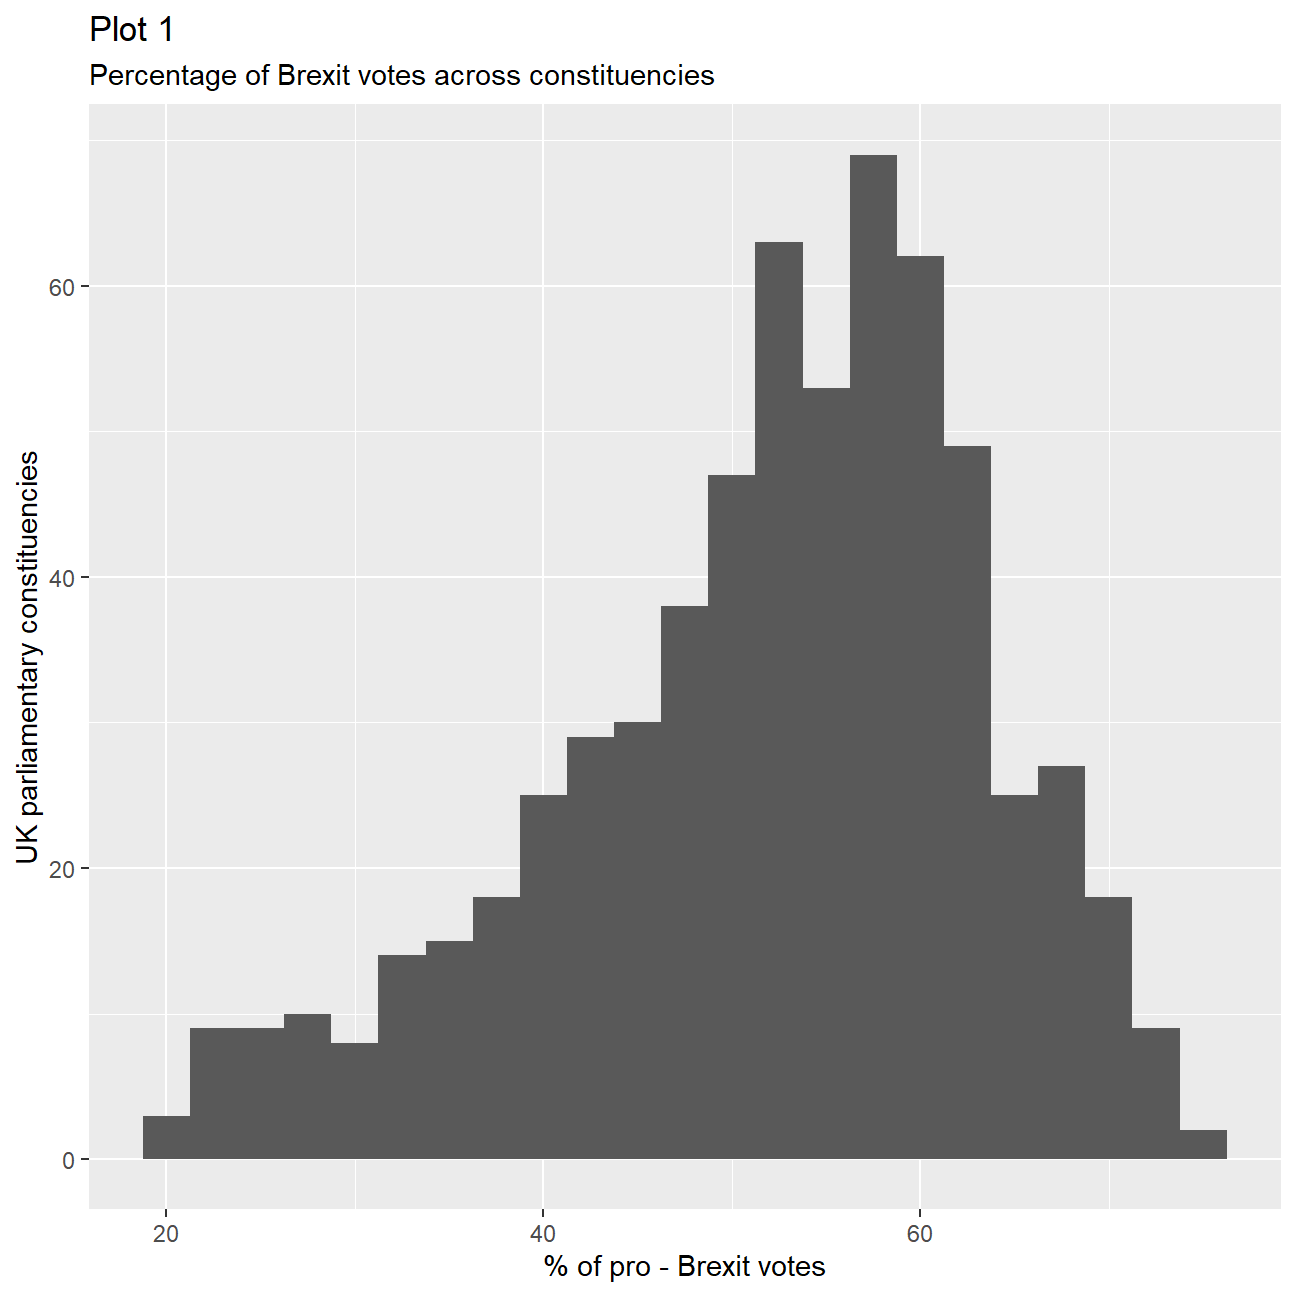 Plot 1
Percentage of Brexit votes across constituencies
UK parliamentary constituencies
60
40
20
0
20 40 60
% of pro - Brexit votes